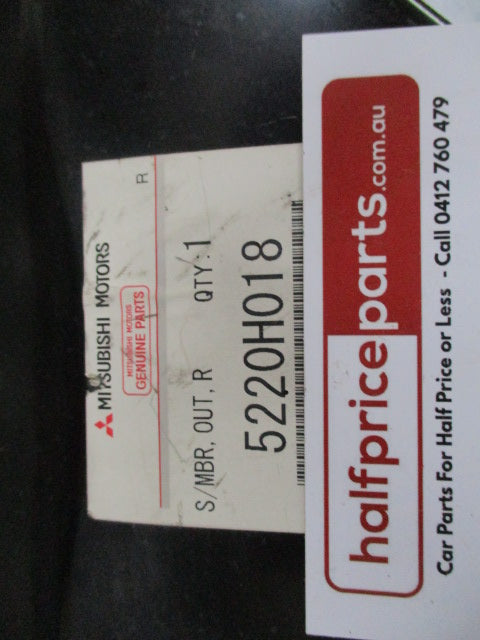 MITSUBISHI MOTORS
MITSUBISHI MOTORS
GENUINE PARTS
R
S/MBR, OUT, R QTY:1
5220H018
halfpriceparts.com.au
Car Parts For Half Price or Less - Call 0412 760 479